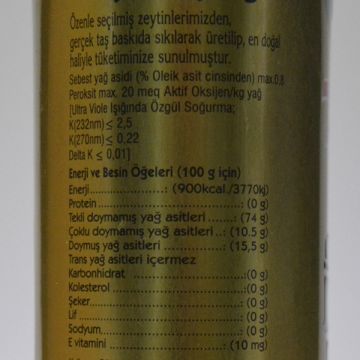 Özenle seçilmiş zeytinlerimizden,
gerçek taş baskıda sıkılarak üretilip, en doğal
haliyle tüketiminize sunulmuştur.
Sebest yağ asidi (% Oleik asit cinsinden) max.0,8
Peroksit max. 20 meq Aktif Oksijen/kg yağ
[Ultra Viole Işığında Özgül Soğurma:
K(232nm)≤ 2,5
K(270nm)≤ 0,22
Delta K ≤ 0,01]
Enerji ve Besin Öğeleri (100 g için)
Enerji..................:(900kcal./3770kj)
Protein...............................:(0 g)
Tekli doymamış yağ asitleri....:(74 g)
Çoklu doymamış yağ asitleri..:(10.5 g)
Doymuş yağ asitleri ............:(15,5 g)
Trans yağ asitleri içermez
Karbonhidrat .....................:(0 g)
Kolesterol ..........................:(0 g)
Şeker.................................:(0 g)
Lif......................................:(0 g)
Sodyum..............................:(0 g)
E vitamini .........................:(10 mg)